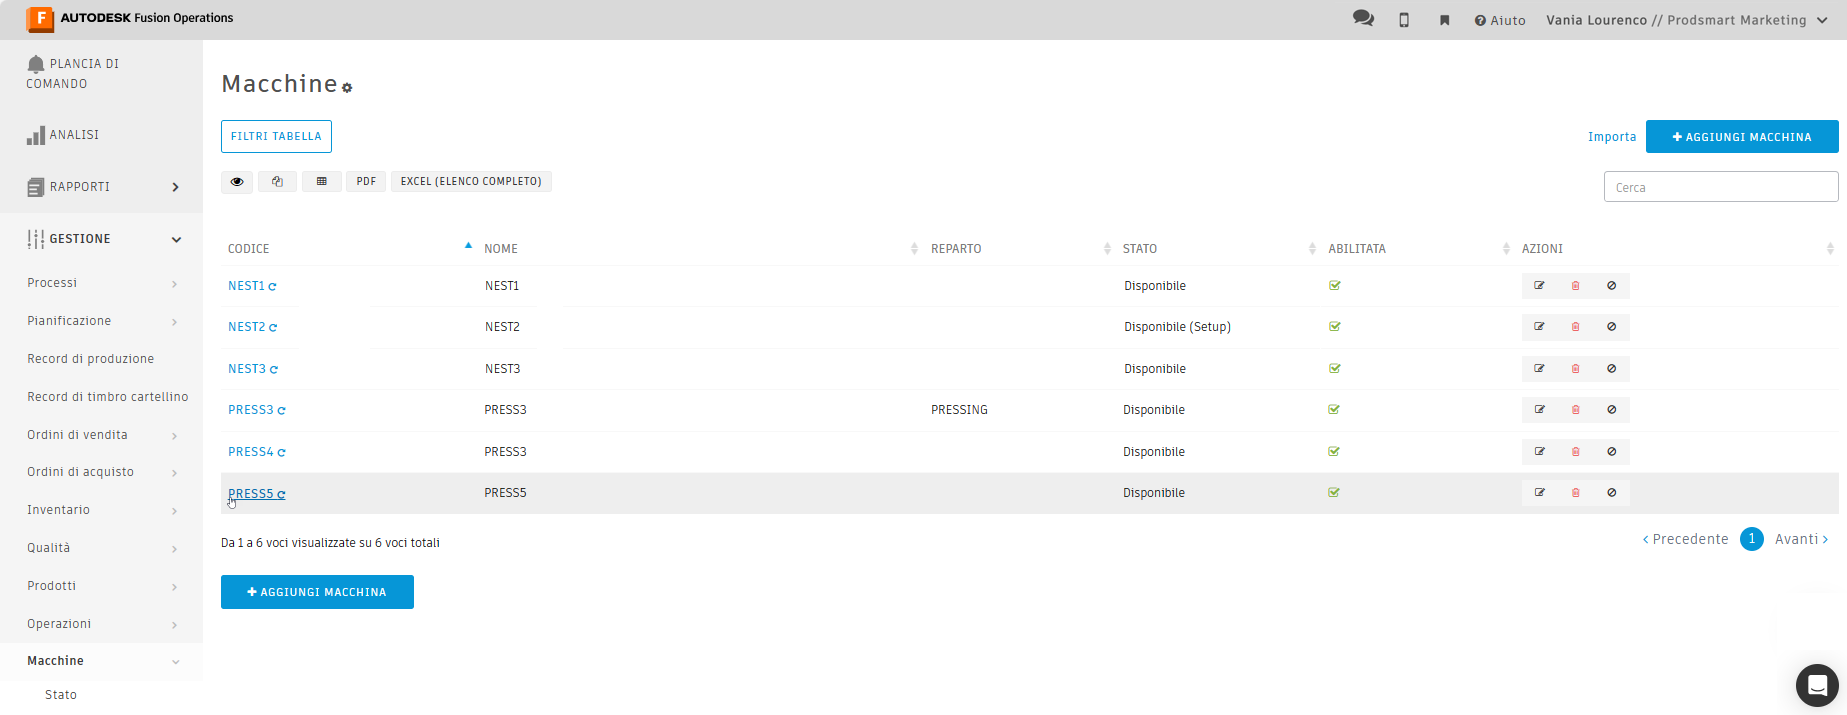 F AUTODESK Fusion Operations
Aiuto Vania Lourenco // Prodsmart Marketing
PLANCIA DI
COMANDO
ANALISI
RAPPORTI
GESTIONE
Processi
Pianificazione
Record di produzione
Record di timbro cartellino
Ordini di vendita
Ordini di acquisto
Inventario
Qualità
Prodotti
Operazioni
Macchine
Stato
Macchine
FILTRI TABELLA
Importa AGGIUNGI MACCHINA
PDF EXCEL (ELENCO COMPLETO)
Cerca
CODICE NOME REPARTO STATO ABILITATA AZIONI
NEST1 NEST1 Disponibile
NEST2 NEST2 Disponibile (Setup)
NEST3 NEST3 Disponibile
PRESS3 PRESS3 PRESSING Disponibile
PRESS4 PRESS3 Disponibile
PRESS5 PRESS5 Disponibile
Da 1 a 6 voci visualizzate su 6 voci totali
Precedente 1 Avanti
AGGIUNGI MACCHINA